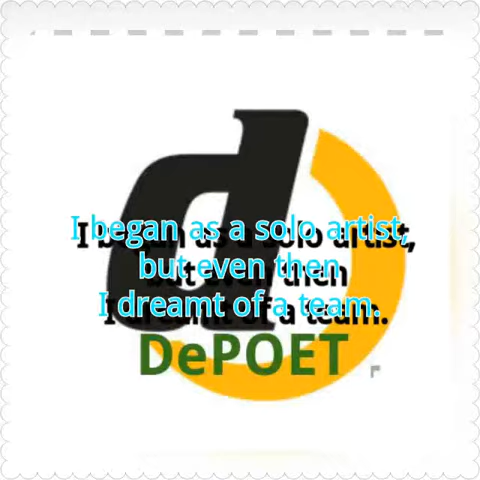 d
I began as a solo artist,
but even then
I dreamt of a team.
DePOET